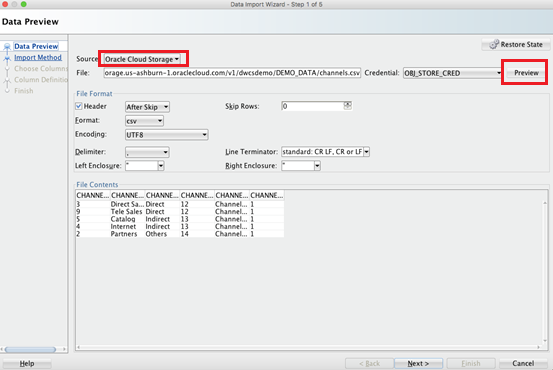 Data Import Wizard - Step 1 of 5
Data Preview
Data Preview
Import Method
Choose Columns
Column Definition
Finish
Restore State
Source: Oracle Cloud Storage
File: orage.us-ashburn-1.oraclecloud.com/v1/dwcsdemo/DEMO_DATA/channels.csv Credential: OBJ_STORE_CRED Preview
File Format
Header After Skip Skip Rows: 0
Format: csv
Encoding: UTF8
Delimiter: , Line Terminator: standard: CR LF, CR or LF
Left Enclosure: " Right Enclosure: "
File Contents
CHANNE... CHANNE... CHANNE... CHANNE... CHANNE... CHANNE...
3 Direct Sa... Direct 12 Channel... 1
9 Tele Sales Direct 12 Channel... 1
5 Catalog Indirect 13 Channel... 1
4 Internet Indirect 13 Channel... 1
2 Partners Others 14 Channel... 1
Help < Back Next > Finish Cancel